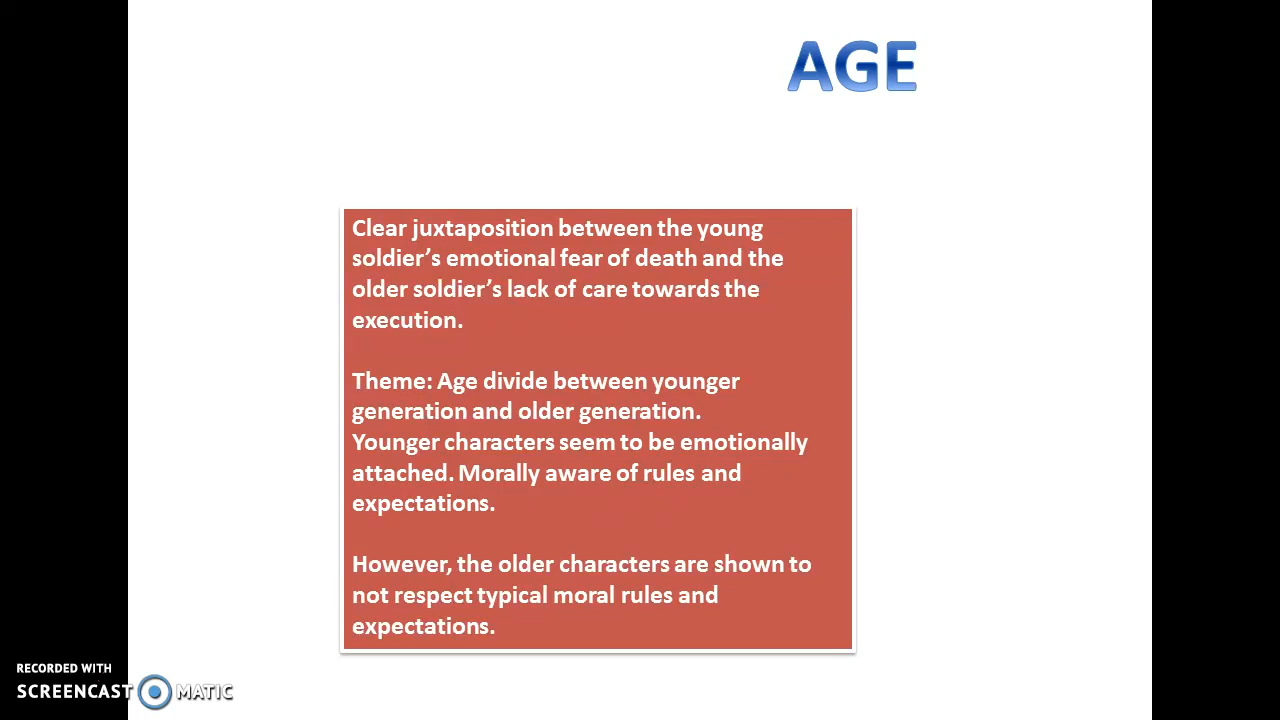 AGE
Clear juxtaposition between the young
soldier’s emotional fear of death and the
older soldier’s lack of care towards the
execution.
Theme: Age divide between younger
generation and older generation.
Younger characters seem to be emotionally
attached. Morally aware of rules and
expectations.
However, the older characters are shown to
not respect typical moral rules and
expectations.
RECORDED WITH
SCREENCAST MATIC